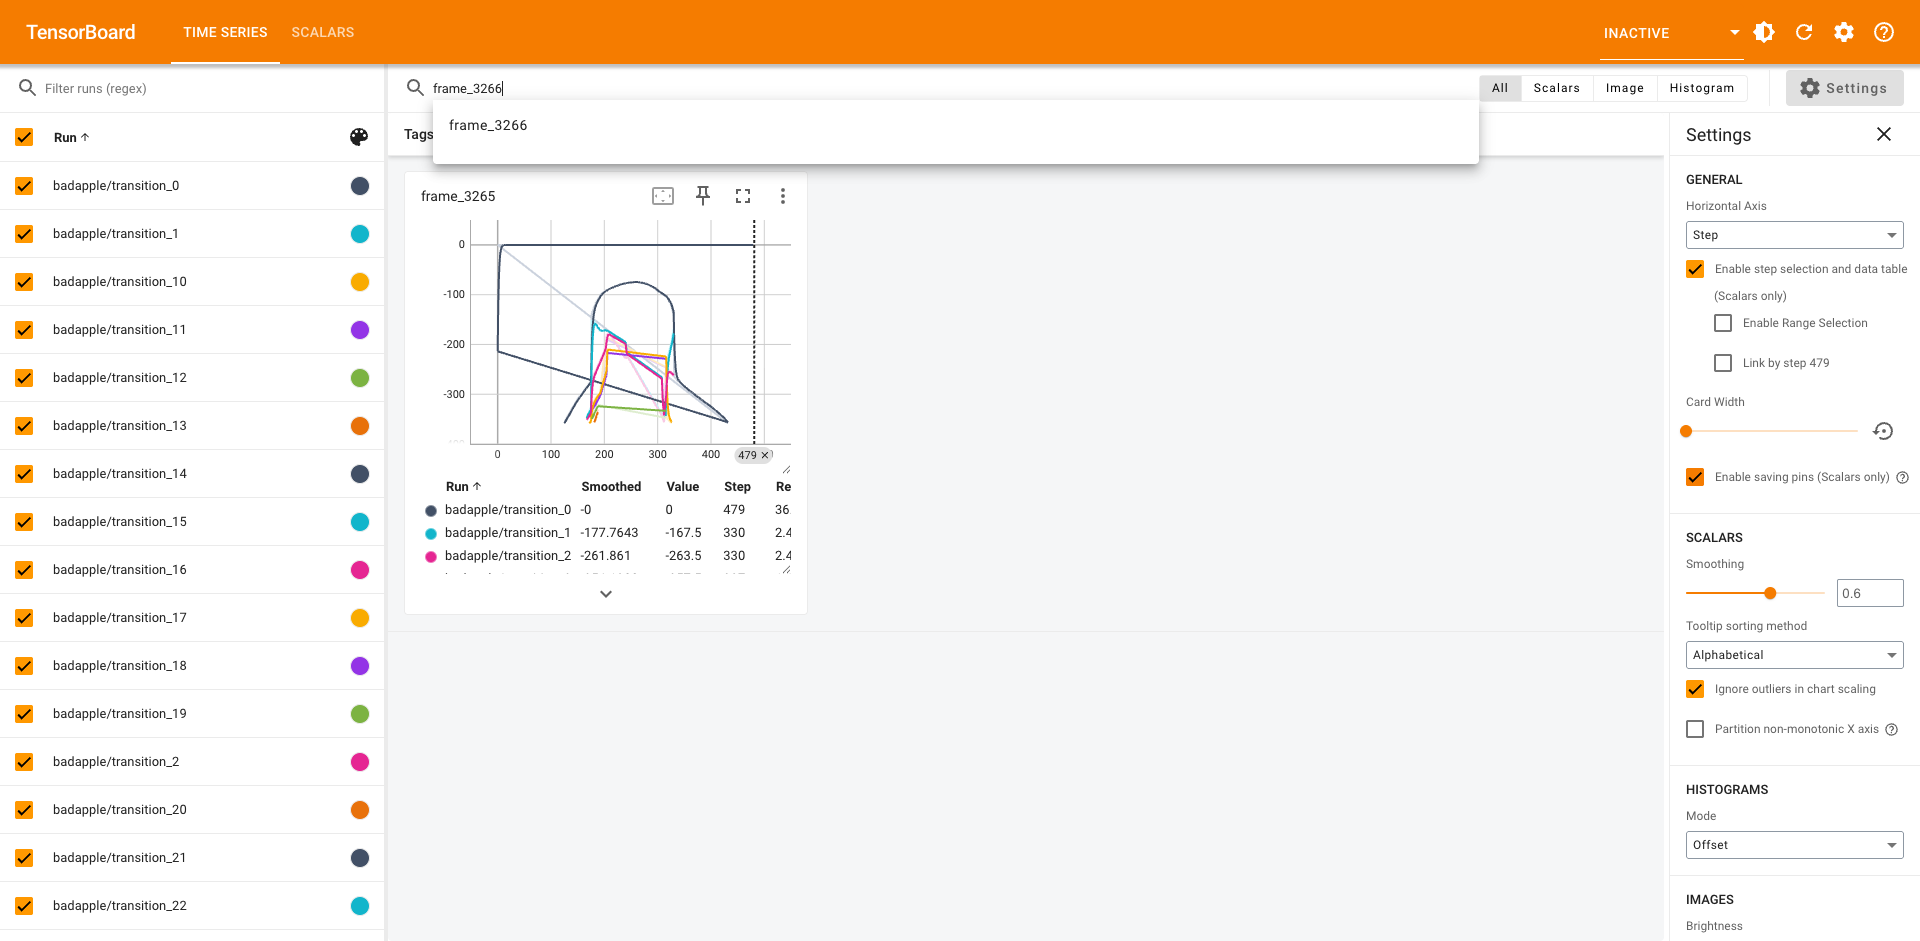 TensorBoard
TIME SERIES
SCALARS
INACTIVE
Filter runs (regex)
frame_3266
All
Scalars
Image
Histogram
Settings
Run
badapple/transition_0
badapple/transition_1
badapple/transition_10
badapple/transition_11
badapple/transition_12
badapple/transition_13
badapple/transition_14
badapple/transition_15
badapple/transition_16
badapple/transition_17
badapple/transition_18
badapple/transition_19
badapple/transition_2
badapple/transition_20
badapple/transition_21
badapple/transition_22
Tags
frame_3266
frame_3265
0
-100
-200
-300
0 100 200 300 400 479
Run Smoothed Value Step Re
badapple/transition_0 -0 0 479 36
badapple/transition_1 -177.7643 -167.5 330 2.4
badapple/transition_2 -261.861 -263.5 330 2.4
Settings
GENERAL
Horizontal Axis
Step
Enable step selection and data table
(Scalars only)
Enable Range Selection
Link by step 479
Card Width
Enable saving pins (Scalars only)
SCALARS
Smoothing
0.6
Tooltip sorting method
Alphabetical
Ignore outliers in chart scaling
Partition non-monotonic X axis
HISTOGRAMS
Mode
Offset
IMAGES
Brightness